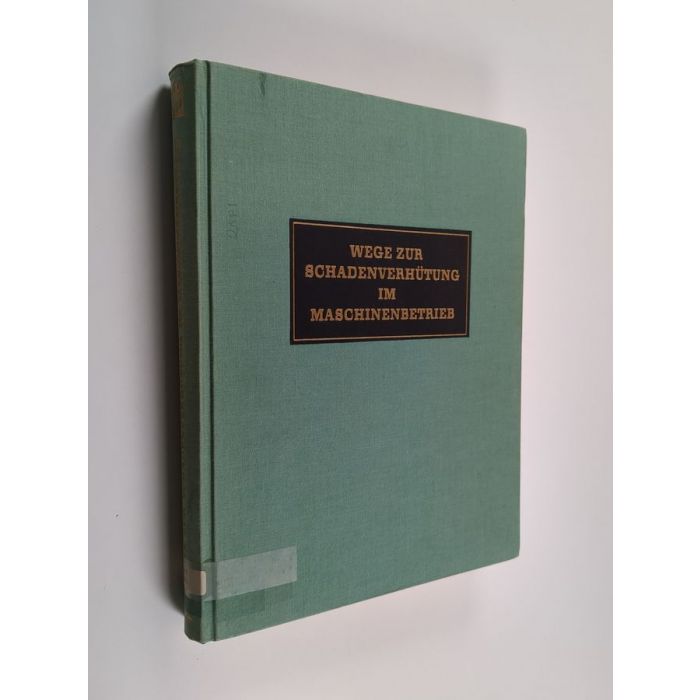 WEGE ZUR
SCHADENVERHÜTUNG
IM
MASCHINENBETRIEB